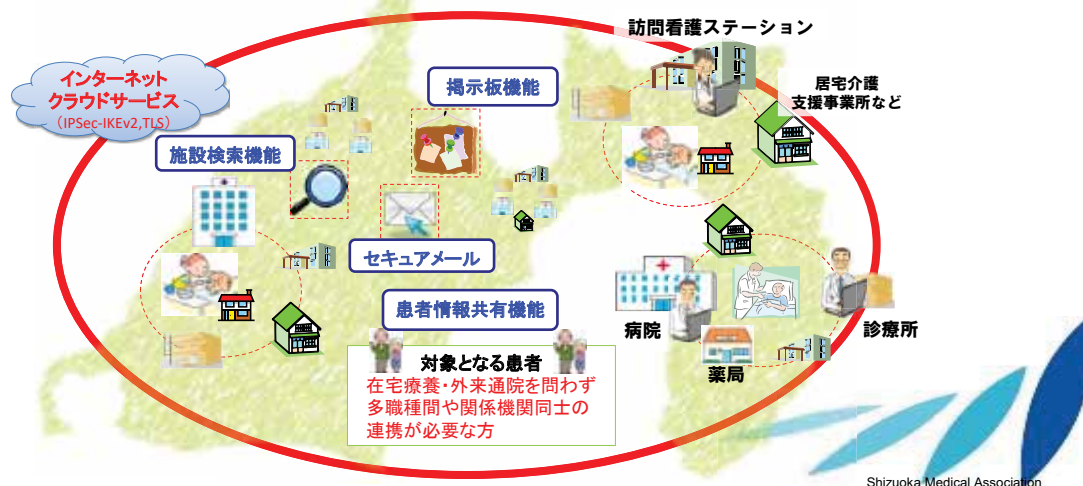 訪問看護ステーション
インターネット
クラウドサービス
（IPSec-IKEv2,TLS）
掲示板機能
居宅介護
支援事業所など
施設検索機能
セキュアメール
患者情報共有機能
病院
診療所
薬局
対象となる患者
在宅療養・外来通院を問わず
多職種間や関係機関同士の
連携が必要な方
Shizuoka Medical Association